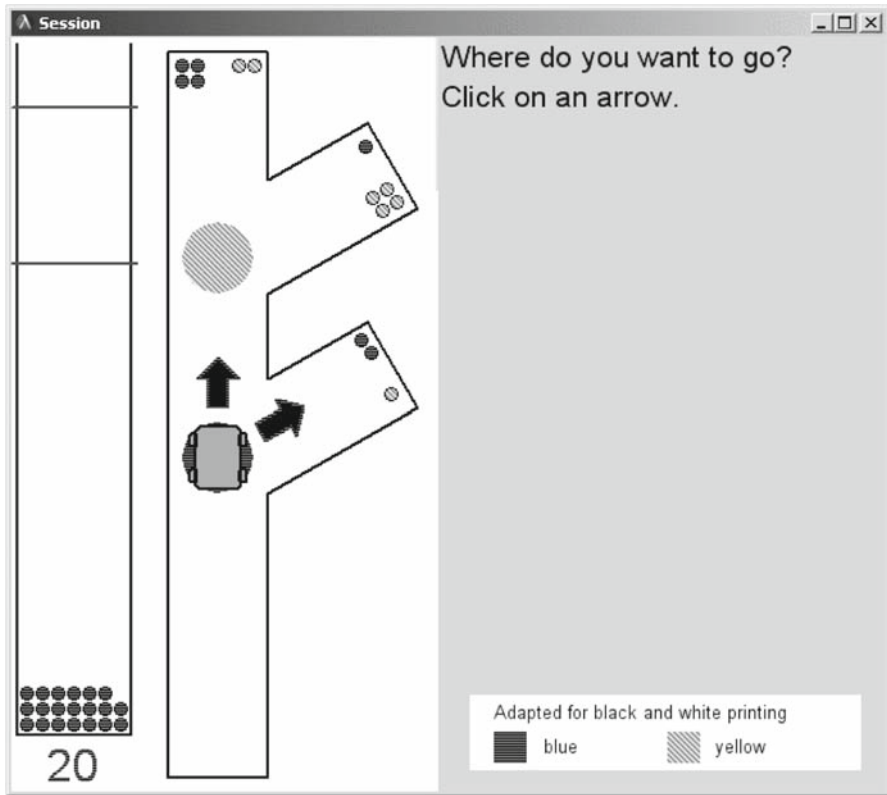 Session
Where do you want to go?
Click on an arrow.
20
Adapted for black and white printing
blue
yellow